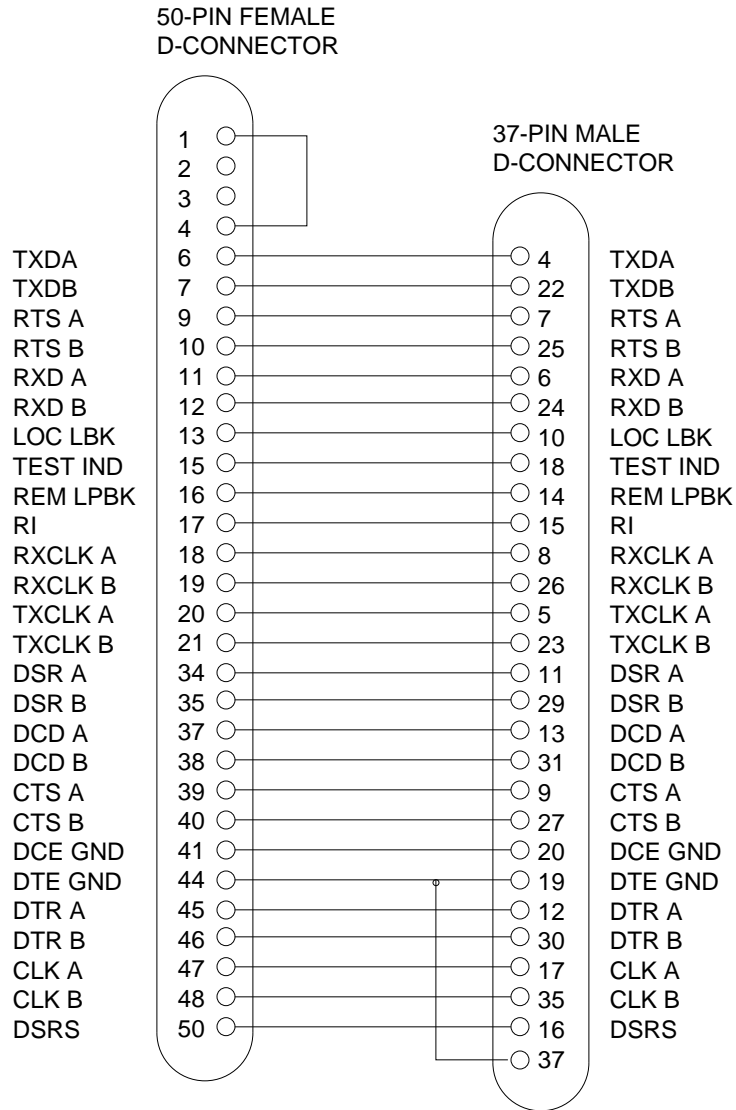 50-PIN FEMALE
D-CONNECTOR
37-PIN MALE
D-CONNECTOR
1
2
3
4
TXDA 6 4 TXDA
TXDB 7 22 TXDB
RTS A 9 7 RTS A
RTS B 10 25 RTS B
RXD A 11 6 RXD A
RXD B 12 24 RXD B
LOC LBK 13 10 LOC LBK
TEST IND 15 18 TEST IND
REM LPBK 16 14 REM LPBK
RI 17 15 RI
RXCLK A 18 8 RXCLK A
RXCLK B 19 26 RXCLK B
TXCLK A 20 5 TXCLK A
TXCLK B 21 23 TXCLK B
DSR A 34 11 DSR A
DSR B 35 29 DSR B
DCD A 37 13 DCD A
DCD B 38 31 DCD B
CTS A 39 9 CTS A
CTS B 40 27 CTS B
DCE GND 41 20 DCE GND
DTE GND 44 19 DTE GND
DTR A 45 12 DTR A
DTR B 46 30 DTR B
CLK A 47 17 CLK A
CLK B 48 35 CLK B
DSRS 50 16 DSRS
37